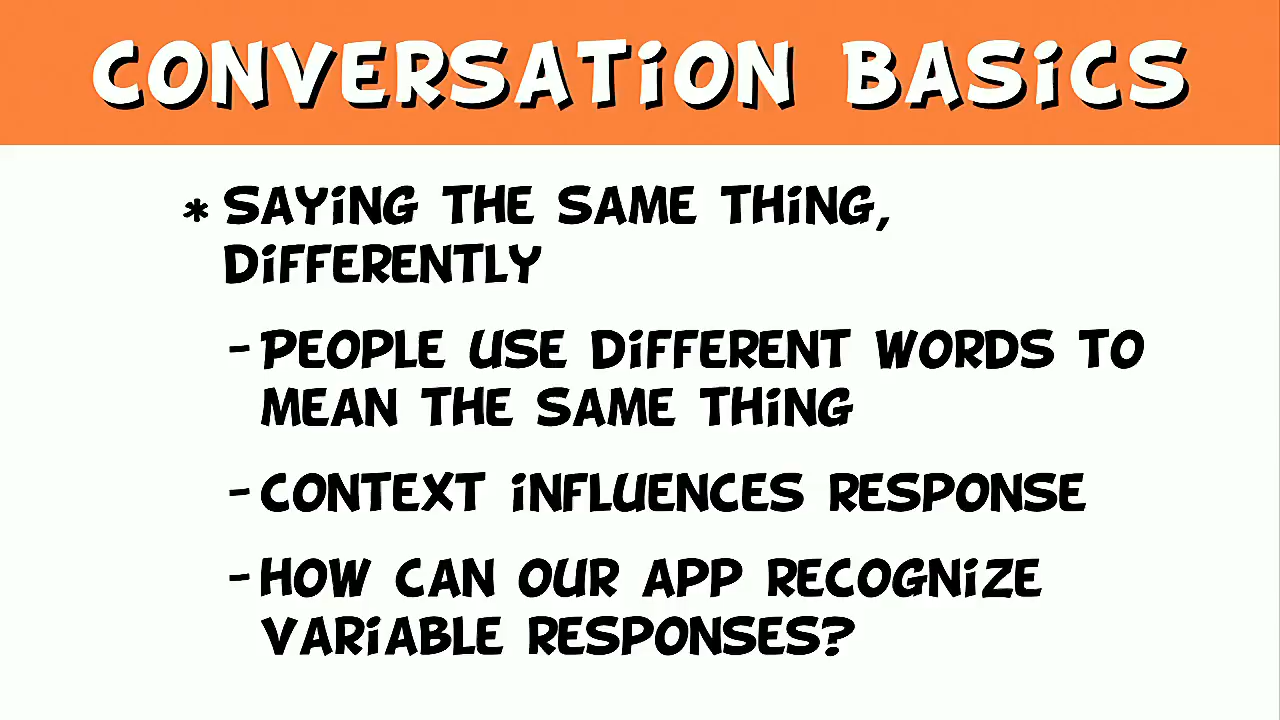 CONVERSATION BASICS
* SAYING THE SAME THING,
DIFFERENTLY
- PEOPLE USE DIFFERENT WORDS TO
MEAN THE SAME THING
- CONTEXT INFLUENCES RESPONSE
- HOW CAN OUR APP RECOGNIZE
VARIABLE RESPONSES?